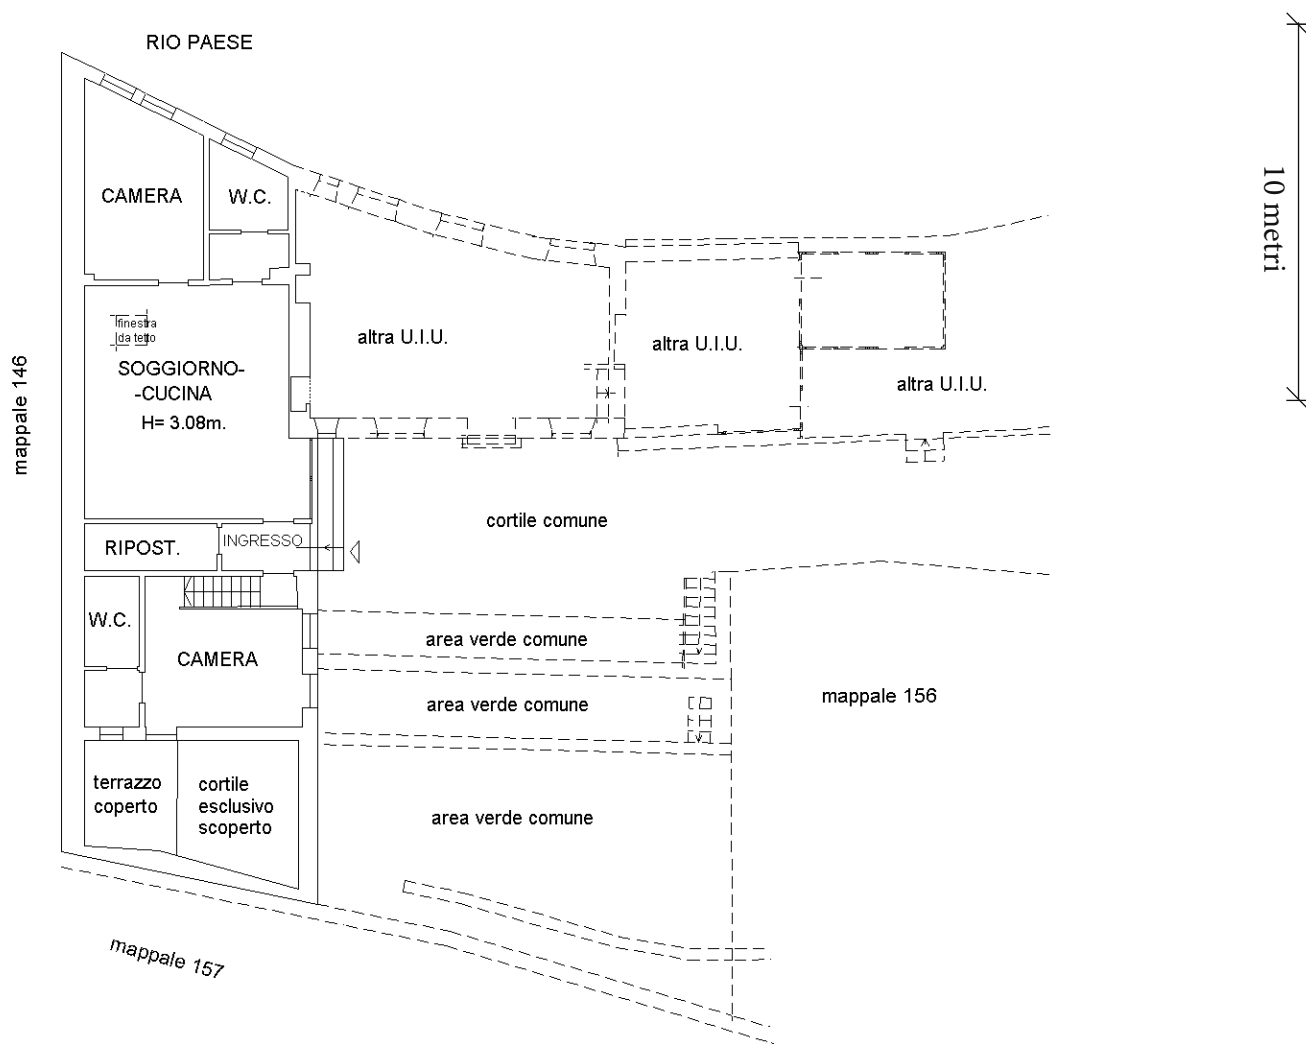 RIO PAESE
CAMERA
W.C.
10 metri
finestra
da tetto
altra U.I.U.
altra U.I.U.
altra U.I.U.
mappale 146
SOGGIORNO-
-CUCINA
H= 3.08m.
cortile comune
RIPOST.
INGRESSO
W.C.
CAMERA
area verde comune
area verde comune
mappale 156
terrazzo
coperto
cortile
esclusivo
scoperto
area verde comune
mappale 157